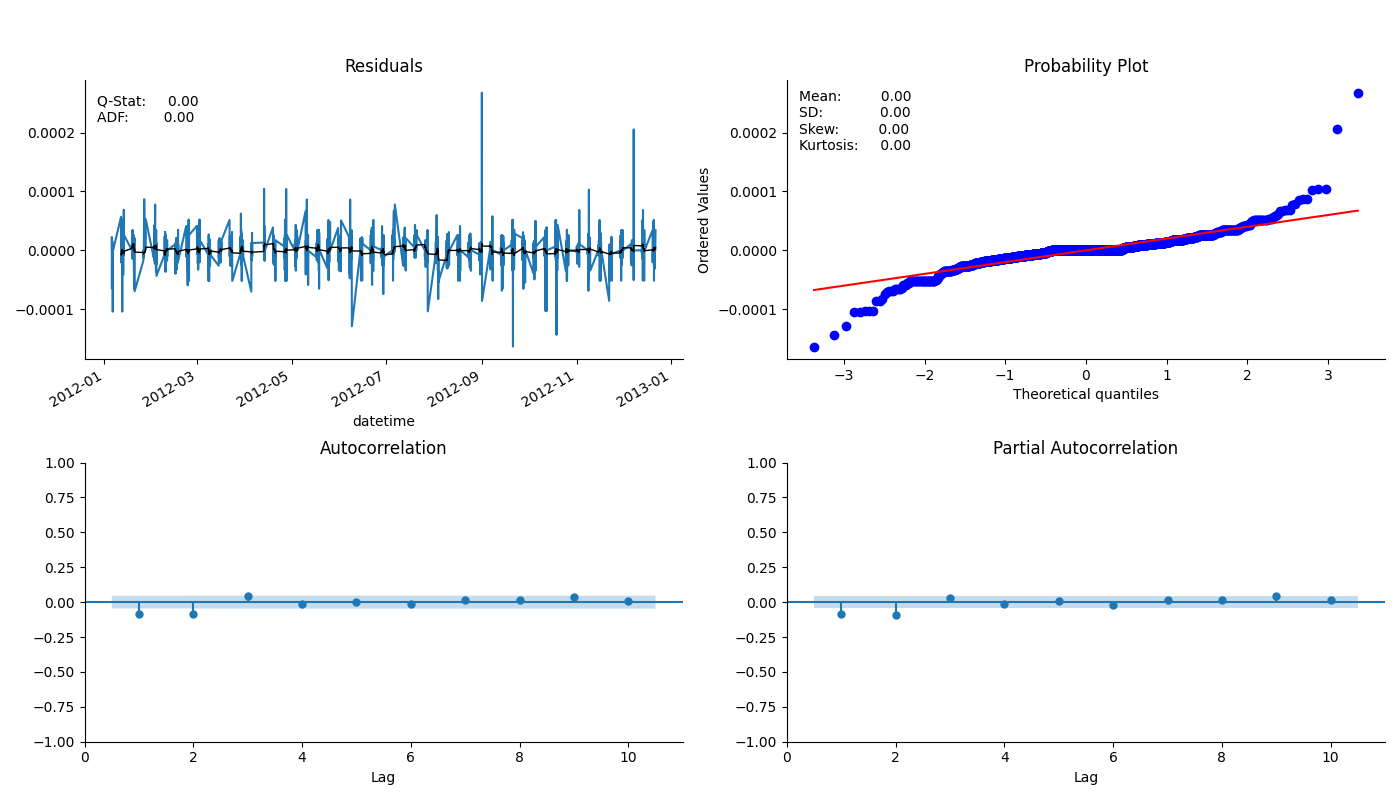 Residuals
Q-Stat: 0.00
ADF: 0.00
0.0002
0.0001
0.0000
−0.0001
2012-01
2012-03
2012-05
2012-07
2012-09
2012-11
2013-01
datetime
Probability Plot
Mean: 0.00
SD: 0.00
Skew: 0.00
Kurtosis: 0.00
Ordered Values
0.0002
0.0001
0.0000
−0.0001
−3 −2 −1 0 1 2 3
Theoretical quantiles
Autocorrelation
1.00
0.75
0.50
0.25
0.00
−0.25
−0.50
−0.75
−1.00
0 2 4 6 8 10
Lag
Partial Autocorrelation
1.00
0.75
0.50
0.25
0.00
−0.25
−0.50
−0.75
−1.00
0 2 4 6 8 10
Lag